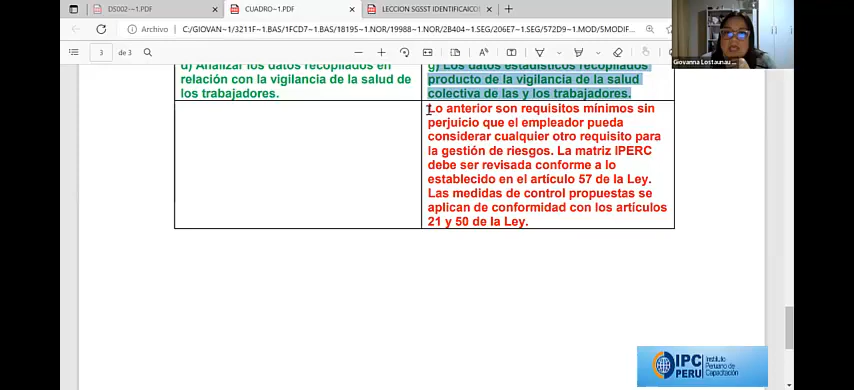 DS002~1.PDF
CUADRO~1.PDF
LECCION SGSST IDENTIFICACO
Archivo
C:/GIOVAN~1/3211F~1.BAS/1FCD7~1.BAS/18195~1.NOR/19988~1.NOR/2B404~1.SEG/206E7~1.SEG/572D9~1.MOD/5MODIF...
3 de 3
Giovanna Lostaunau ...
d) Analizar los datos recopilados en
relación con la vigilancia de la salud de
los trabajadores.
g) Los datos estadísticos recopilados
producto de la vigilancia de la salud
colectiva de las y los trabajadores.
Lo anterior son requisitos mínimos sin
perjuicio que el empleador pueda
considerar cualquier otro requisito para
la gestión de riesgos. La matriz IPERC
debe ser revisada conforme a lo
establecido en el artículo 57 de la Ley.
Las medidas de control propuestas se
aplican de conformidad con los artículos
21 y 50 de la Ley.
IPC
PERU
Instituto
Peruano de
Capacitación